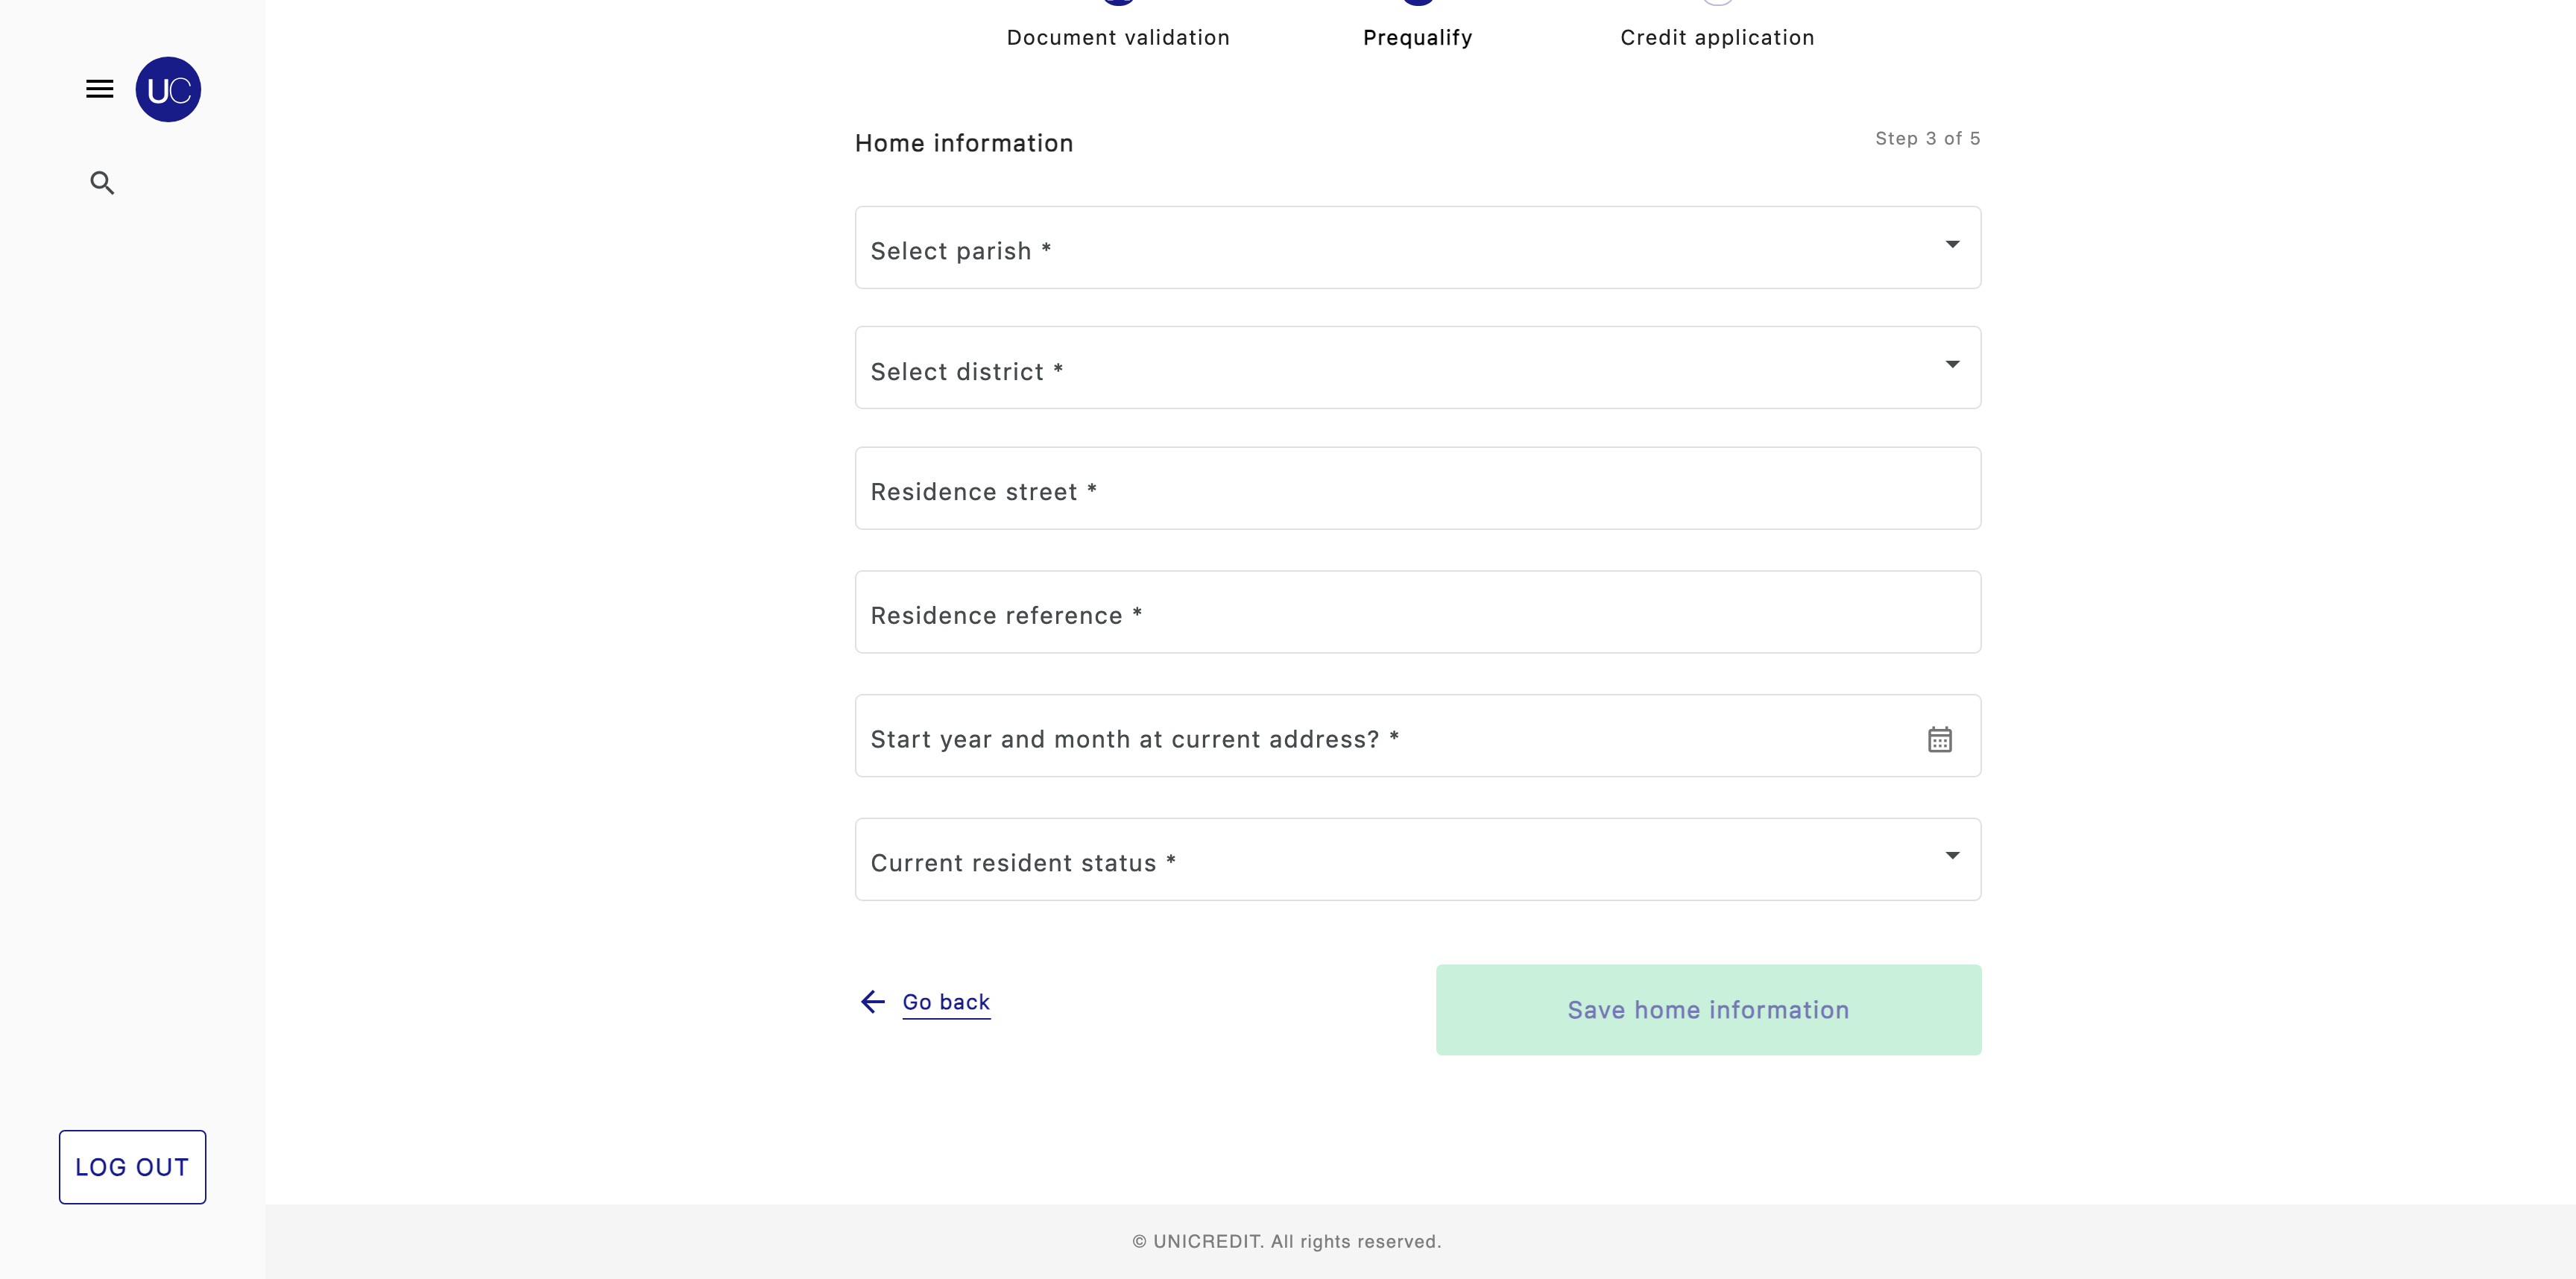 Document validation
Prequalify
Credit application
UC
Home information
Step 3 of 5
Select parish *
Select district *
Residence street *
Residence reference *
Start year and month at current address? *
Current resident status *
Go back
Save home information
LOG OUT
© UNICREDIT. All rights reserved.